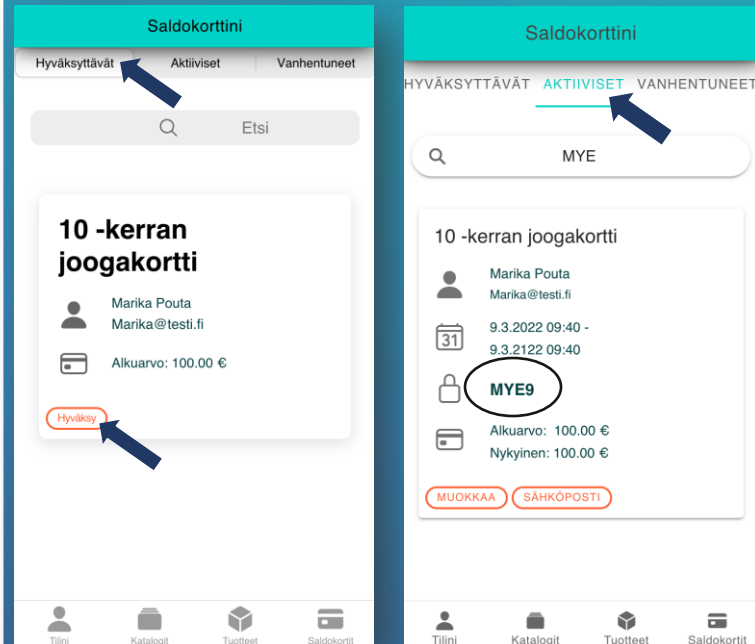 Saldokorttini
Hyväksyttävät Aktiiviset Vanhentuneet
Etsi
10 -kerran
joogakortti
Marika Pouta
Marika@testi.fi
Alkuarvo: 100.00 €
Hyväksy
Tilini Katalogit Tuotteet Saldokortit
Saldokorttini
HYVÄKSYTTÄVÄT AKTIIVISET VANHENTUNEET
MYE
10 -kerran joogakortti
Marika Pouta
Marika@testi.fi
31
9.3.2022 09:40 -
9.3.2122 09:40
MYE9
Alkuarvo: 100.00 €
Nykyinen: 100.00 €
MUOKKAA SÄHKÖPOSTI
Tilini Katalogit Tuotteet Saldokortit